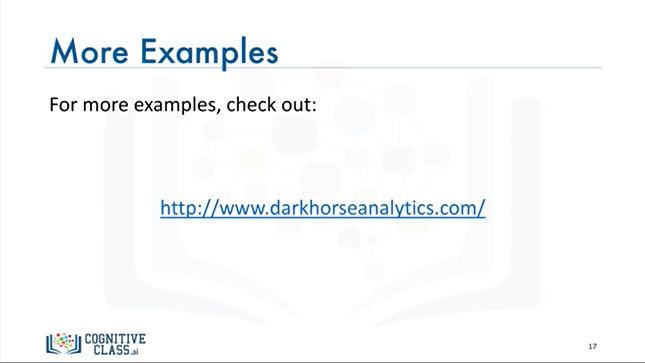 More Examples
For more examples, check out:
http://www.darkhorseanalytics.com/
COGNITIVE
CLASS.ai
17